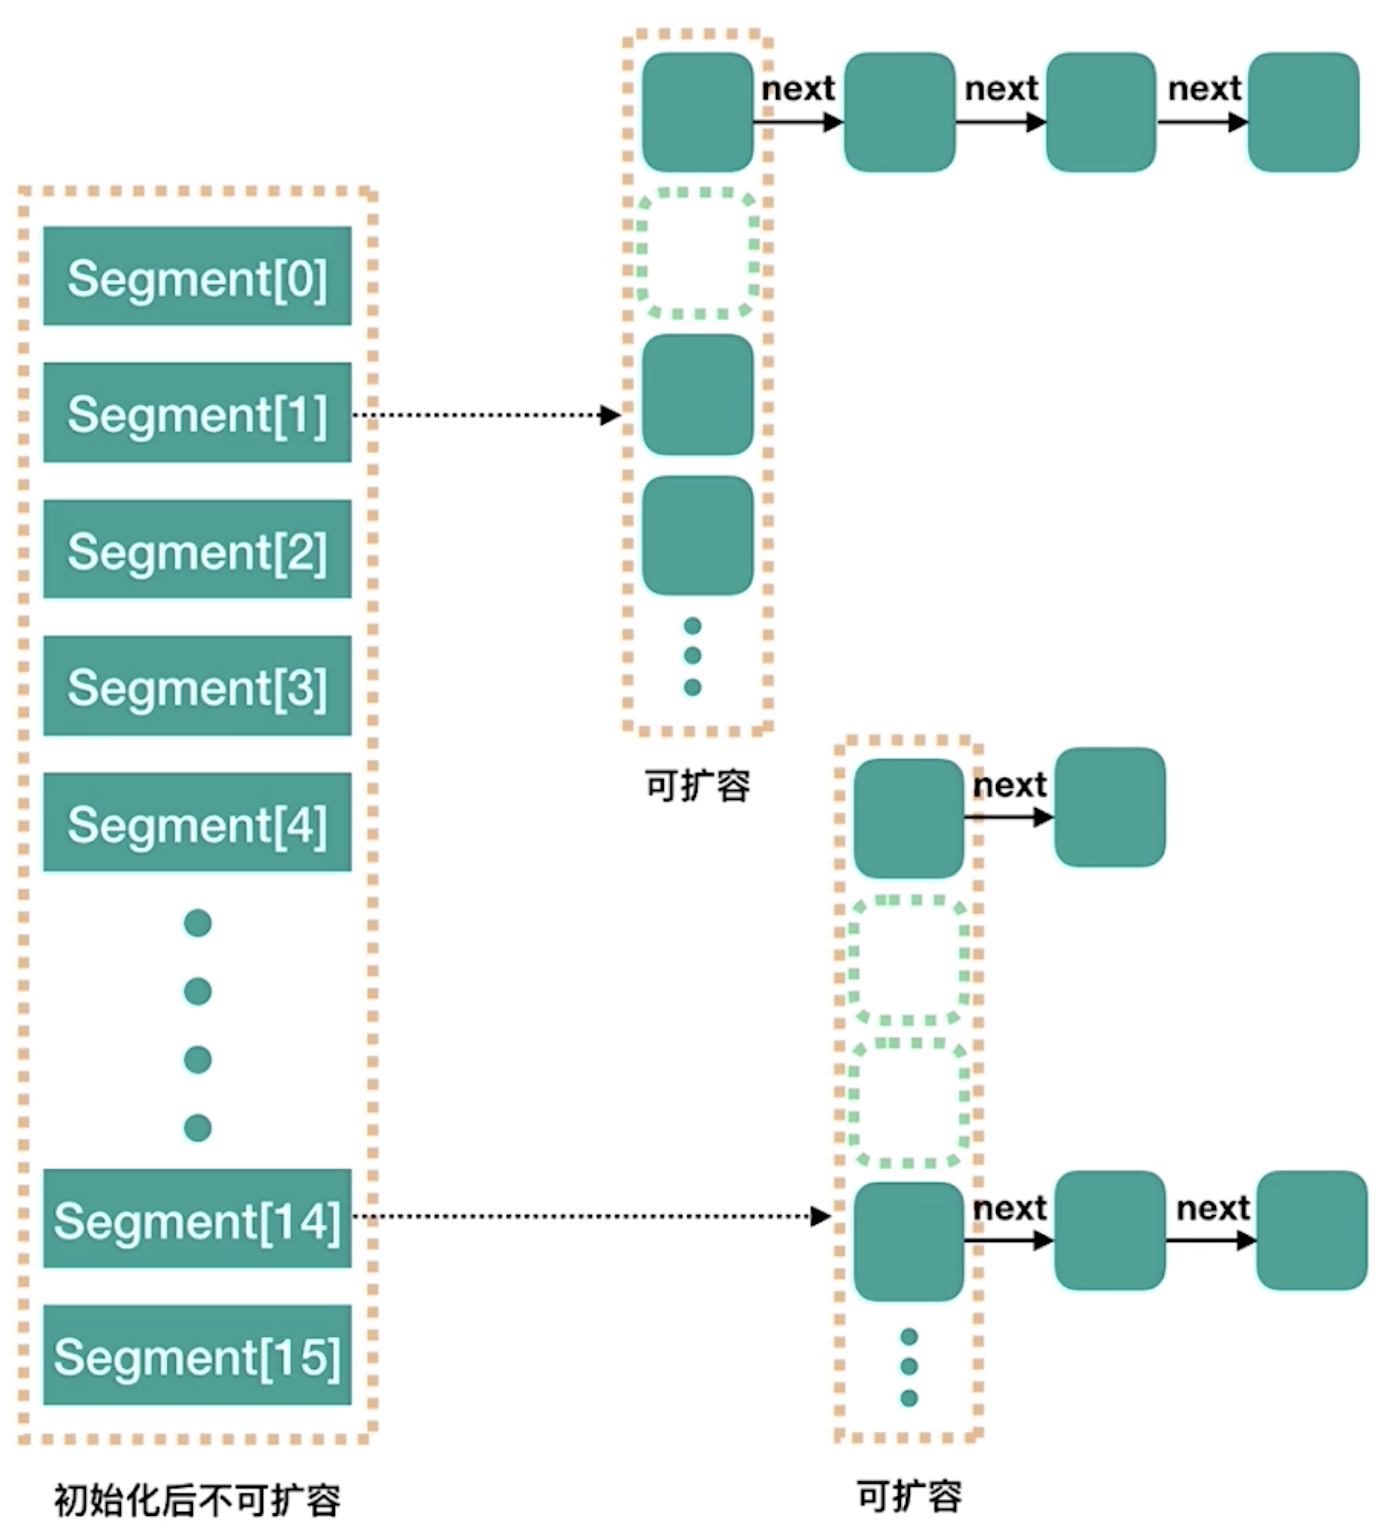 next
next
next
Segment[0]
Segment[1]
Segment[2]
Segment[3]
Segment[4]
Segment[14]
Segment[15]
初始化后不可扩容
可扩容
next
next
next
可扩容